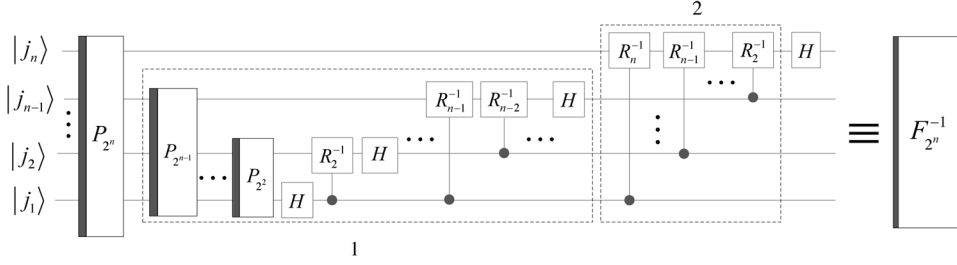 2
|j_n⟩ R_n^{-1} R_{n-1}^{-1} R_2^{-1} H
|j_{n-1}⟩ R_{n-1}^{-1} R_{n-2}^{-1} H
P_{2^n} P_{2^{n-1}} ≡ F_{2^n}^{-1}
|j_2⟩ P_{2^2} R_2^{-1} H
|j_1⟩ H
1